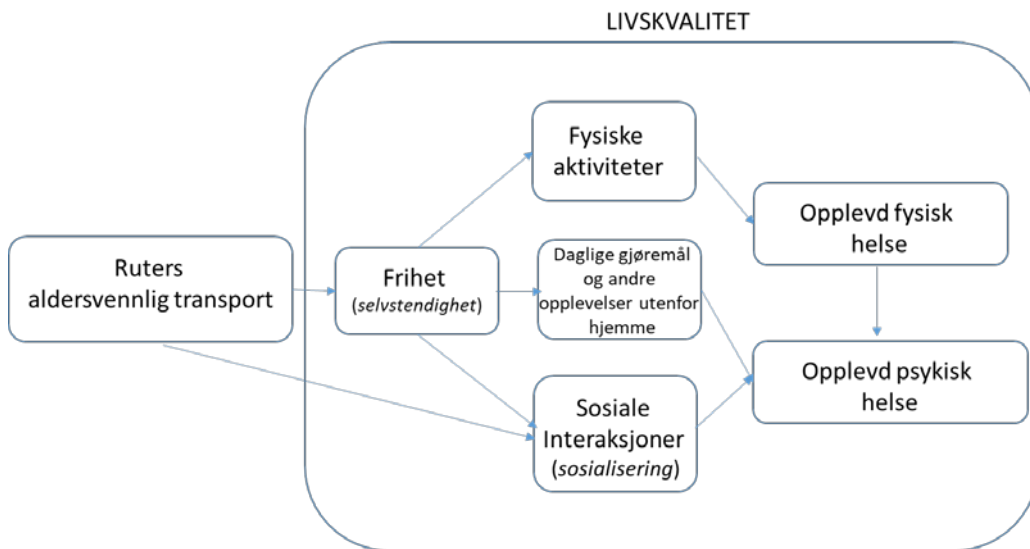 LIVSKVALITET
Fysiske
aktiviteter
Opplevd fysisk
helse
Ruters
aldersvennlig transport
Frihet
(selvstendighet)
Daglige gjøremål
og andre
opplevelser utenfor
hjemme
Opplevd psykisk
helse
Sosiale
Interaksjoner
(sosialisering)